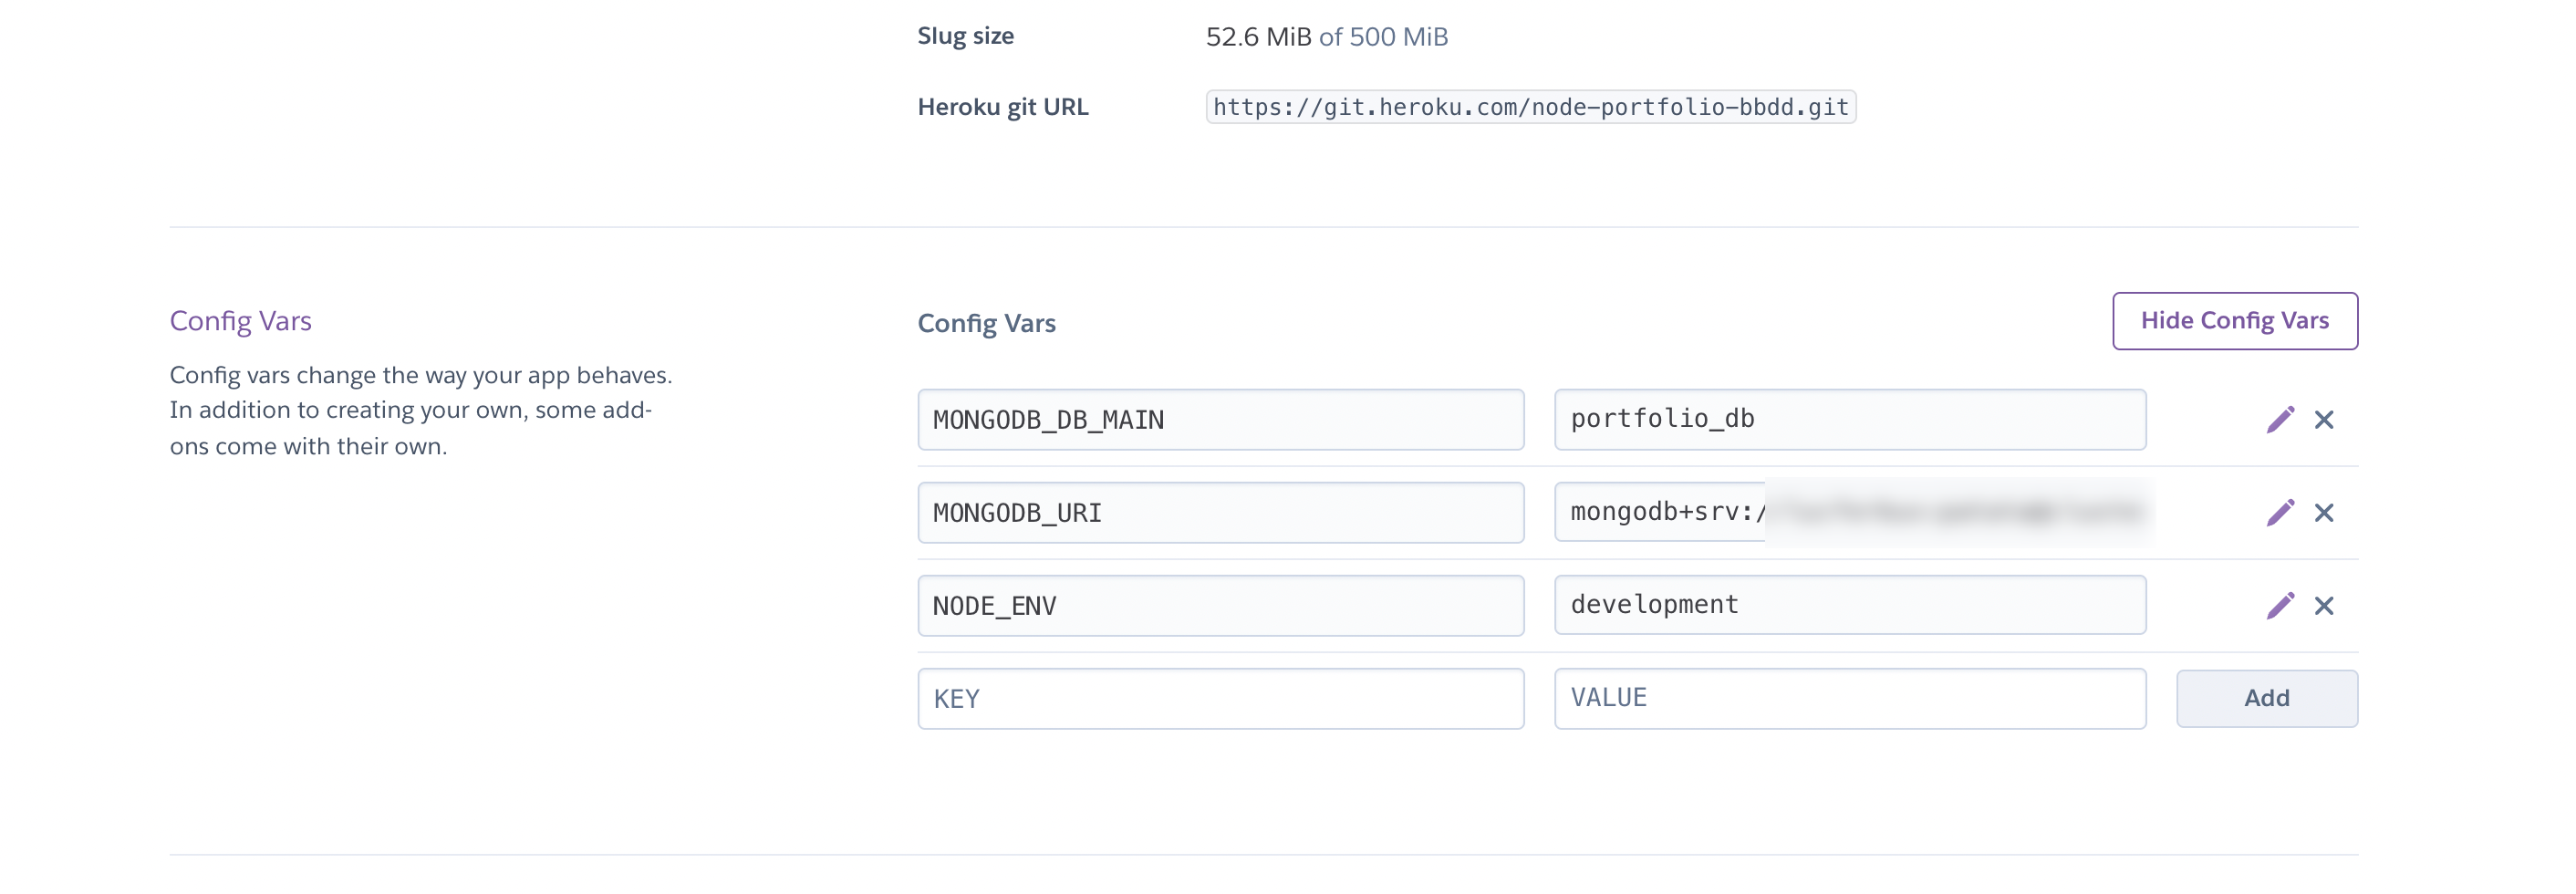 Slug size 52.6 MiB of 500 MiB
Heroku git URL https://git.heroku.com/node-portfolio-bbdd.git
Config Vars
Config vars change the way your app behaves.
In addition to creating your own, some add-
ons come with their own.
Config Vars Hide Config Vars
MONGODB_DB_MAIN portfolio_db
MONGODB_URI mongodb+srv:/
NODE_ENV development
KEY VALUE Add